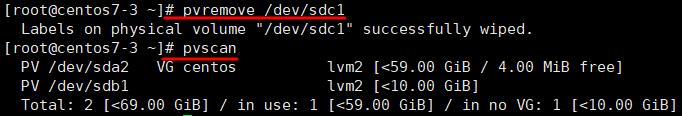 [root@centos7-3 ~]# pvremove /dev/sdc1
Labels on physical volume "/dev/sdc1" successfully wiped.
[root@centos7-3 ~]# pvscan
PV /dev/sda2 VG centos lvm2 [<59.00 GiB / 4.00 MiB free]
PV /dev/sdb1 lvm2 [<10.00 GiB]
Total: 2 [<69.00 GiB] / in use: 1 [<59.00 GiB] / in no VG: 1 [<10.00 GiB]